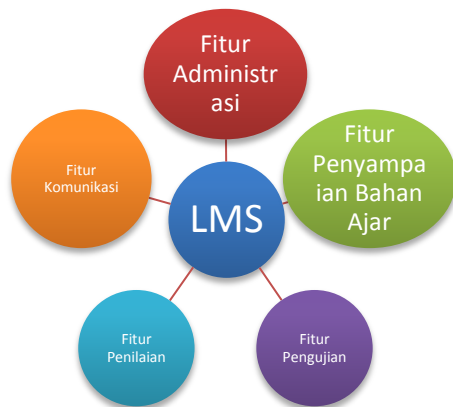 Fitur
Administr
asi
Fitur
Penyampa
ian Bahan
Ajar
Fitur
Komunikasi
LMS
Fitur
Penilaian
Fitur
Pengujian